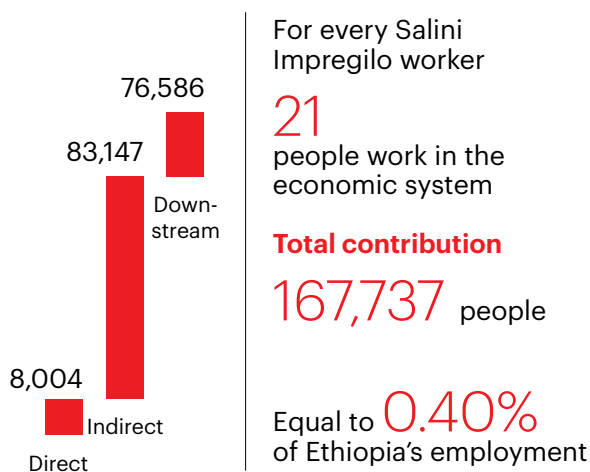 76,586
83,147
Down-
stream
8,004
Indirect
Direct
For every Salini
Impregilo worker
21
people work in the
economic system
Total contribution
167,737 people
Equal to 0.40%
of Ethiopia's employment